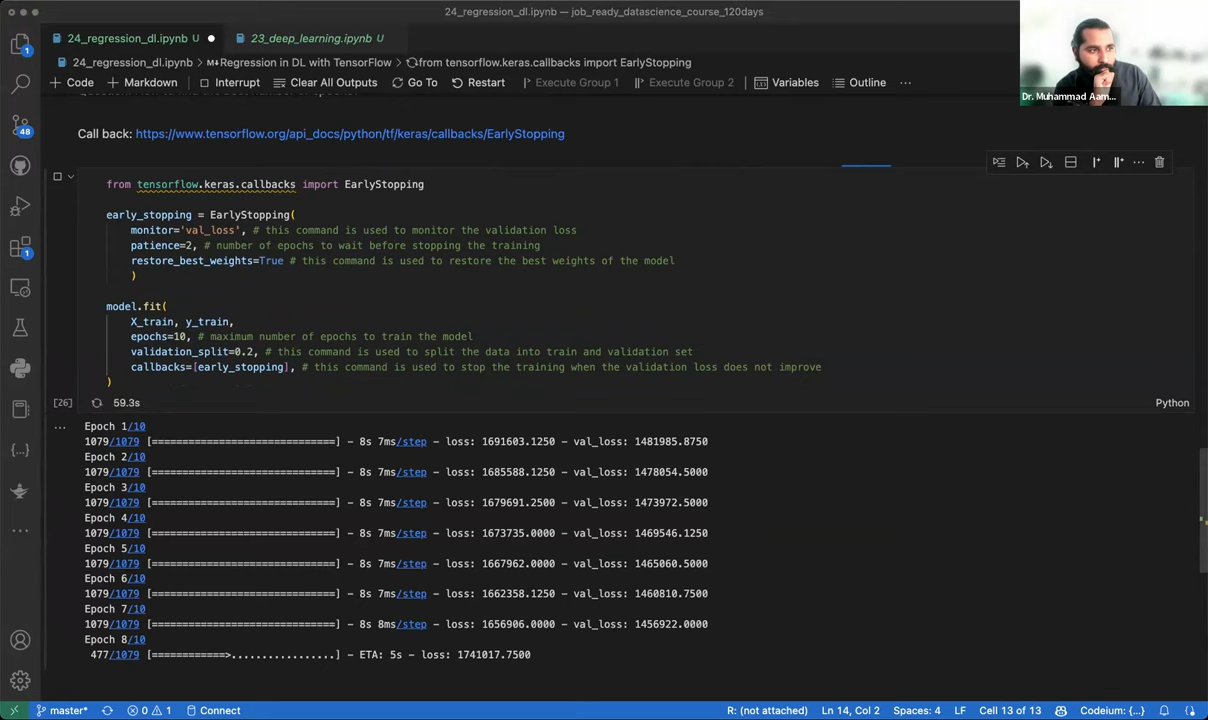 24_regression_dl.ipynb — job_ready_datascience_course_120days
24_regression_dl.ipynb U 23_deep_learning.ipynb U
24_regression_dl.ipynb > M↓Regression in DL with TensorFlow > from tensorflow.keras.callbacks import EarlyStopping
+ Code + Markdown Interrupt Clear All Outputs Go To Restart Execute Group 1 Execute Group 2 Variables Outline ...
Dr. Muhammad Aam...
Call back: https://www.tensorflow.org/api_docs/python/tf/keras/callbacks/EarlyStopping
from tensorflow.keras.callbacks import EarlyStopping
early_stopping = EarlyStopping(
monitor='val_loss', # this command is used to monitor the validation loss
patience=2, # number of epochs to wait before stopping the training
restore_best_weights=True # this command is used to restore the best weights of the model
)
model.fit(
X_train, y_train,
epochs=10, # maximum number of epochs to train the model
validation_split=0.2, # this command is used to split the data into train and validation set
callbacks=[early_stopping], # this command is used to stop the training when the validation loss does not improve
)
[26] 59.3s Python
Epoch 1/10
1079/1079 [==============================] - 8s 7ms/step - loss: 1691603.1250 - val_loss: 1481985.8750
Epoch 2/10
1079/1079 [==============================] - 8s 7ms/step - loss: 1685588.1250 - val_loss: 1478054.5000
Epoch 3/10
1079/1079 [==============================] - 8s 7ms/step - loss: 1679691.2500 - val_loss: 1473972.5000
Epoch 4/10
1079/1079 [==============================] - 8s 7ms/step - loss: 1673735.0000 - val_loss: 1469546.1250
Epoch 5/10
1079/1079 [==============================] - 8s 7ms/step - loss: 1667962.0000 - val_loss: 1465060.5000
Epoch 6/10
1079/1079 [==============================] - 8s 7ms/step - loss: 1662358.1250 - val_loss: 1460810.7500
Epoch 7/10
1079/1079 [==============================] - 8s 8ms/step - loss: 1656906.0000 - val_loss: 1456922.0000
Epoch 8/10
477/1079 [============>.................] - ETA: 5s - loss: 1741017.7500
1
48
1
master* 0 1 Connect R: (not attached) Ln 14, Col 2 Spaces: 4 LF Cell 13 of 13 Codeium: {...}